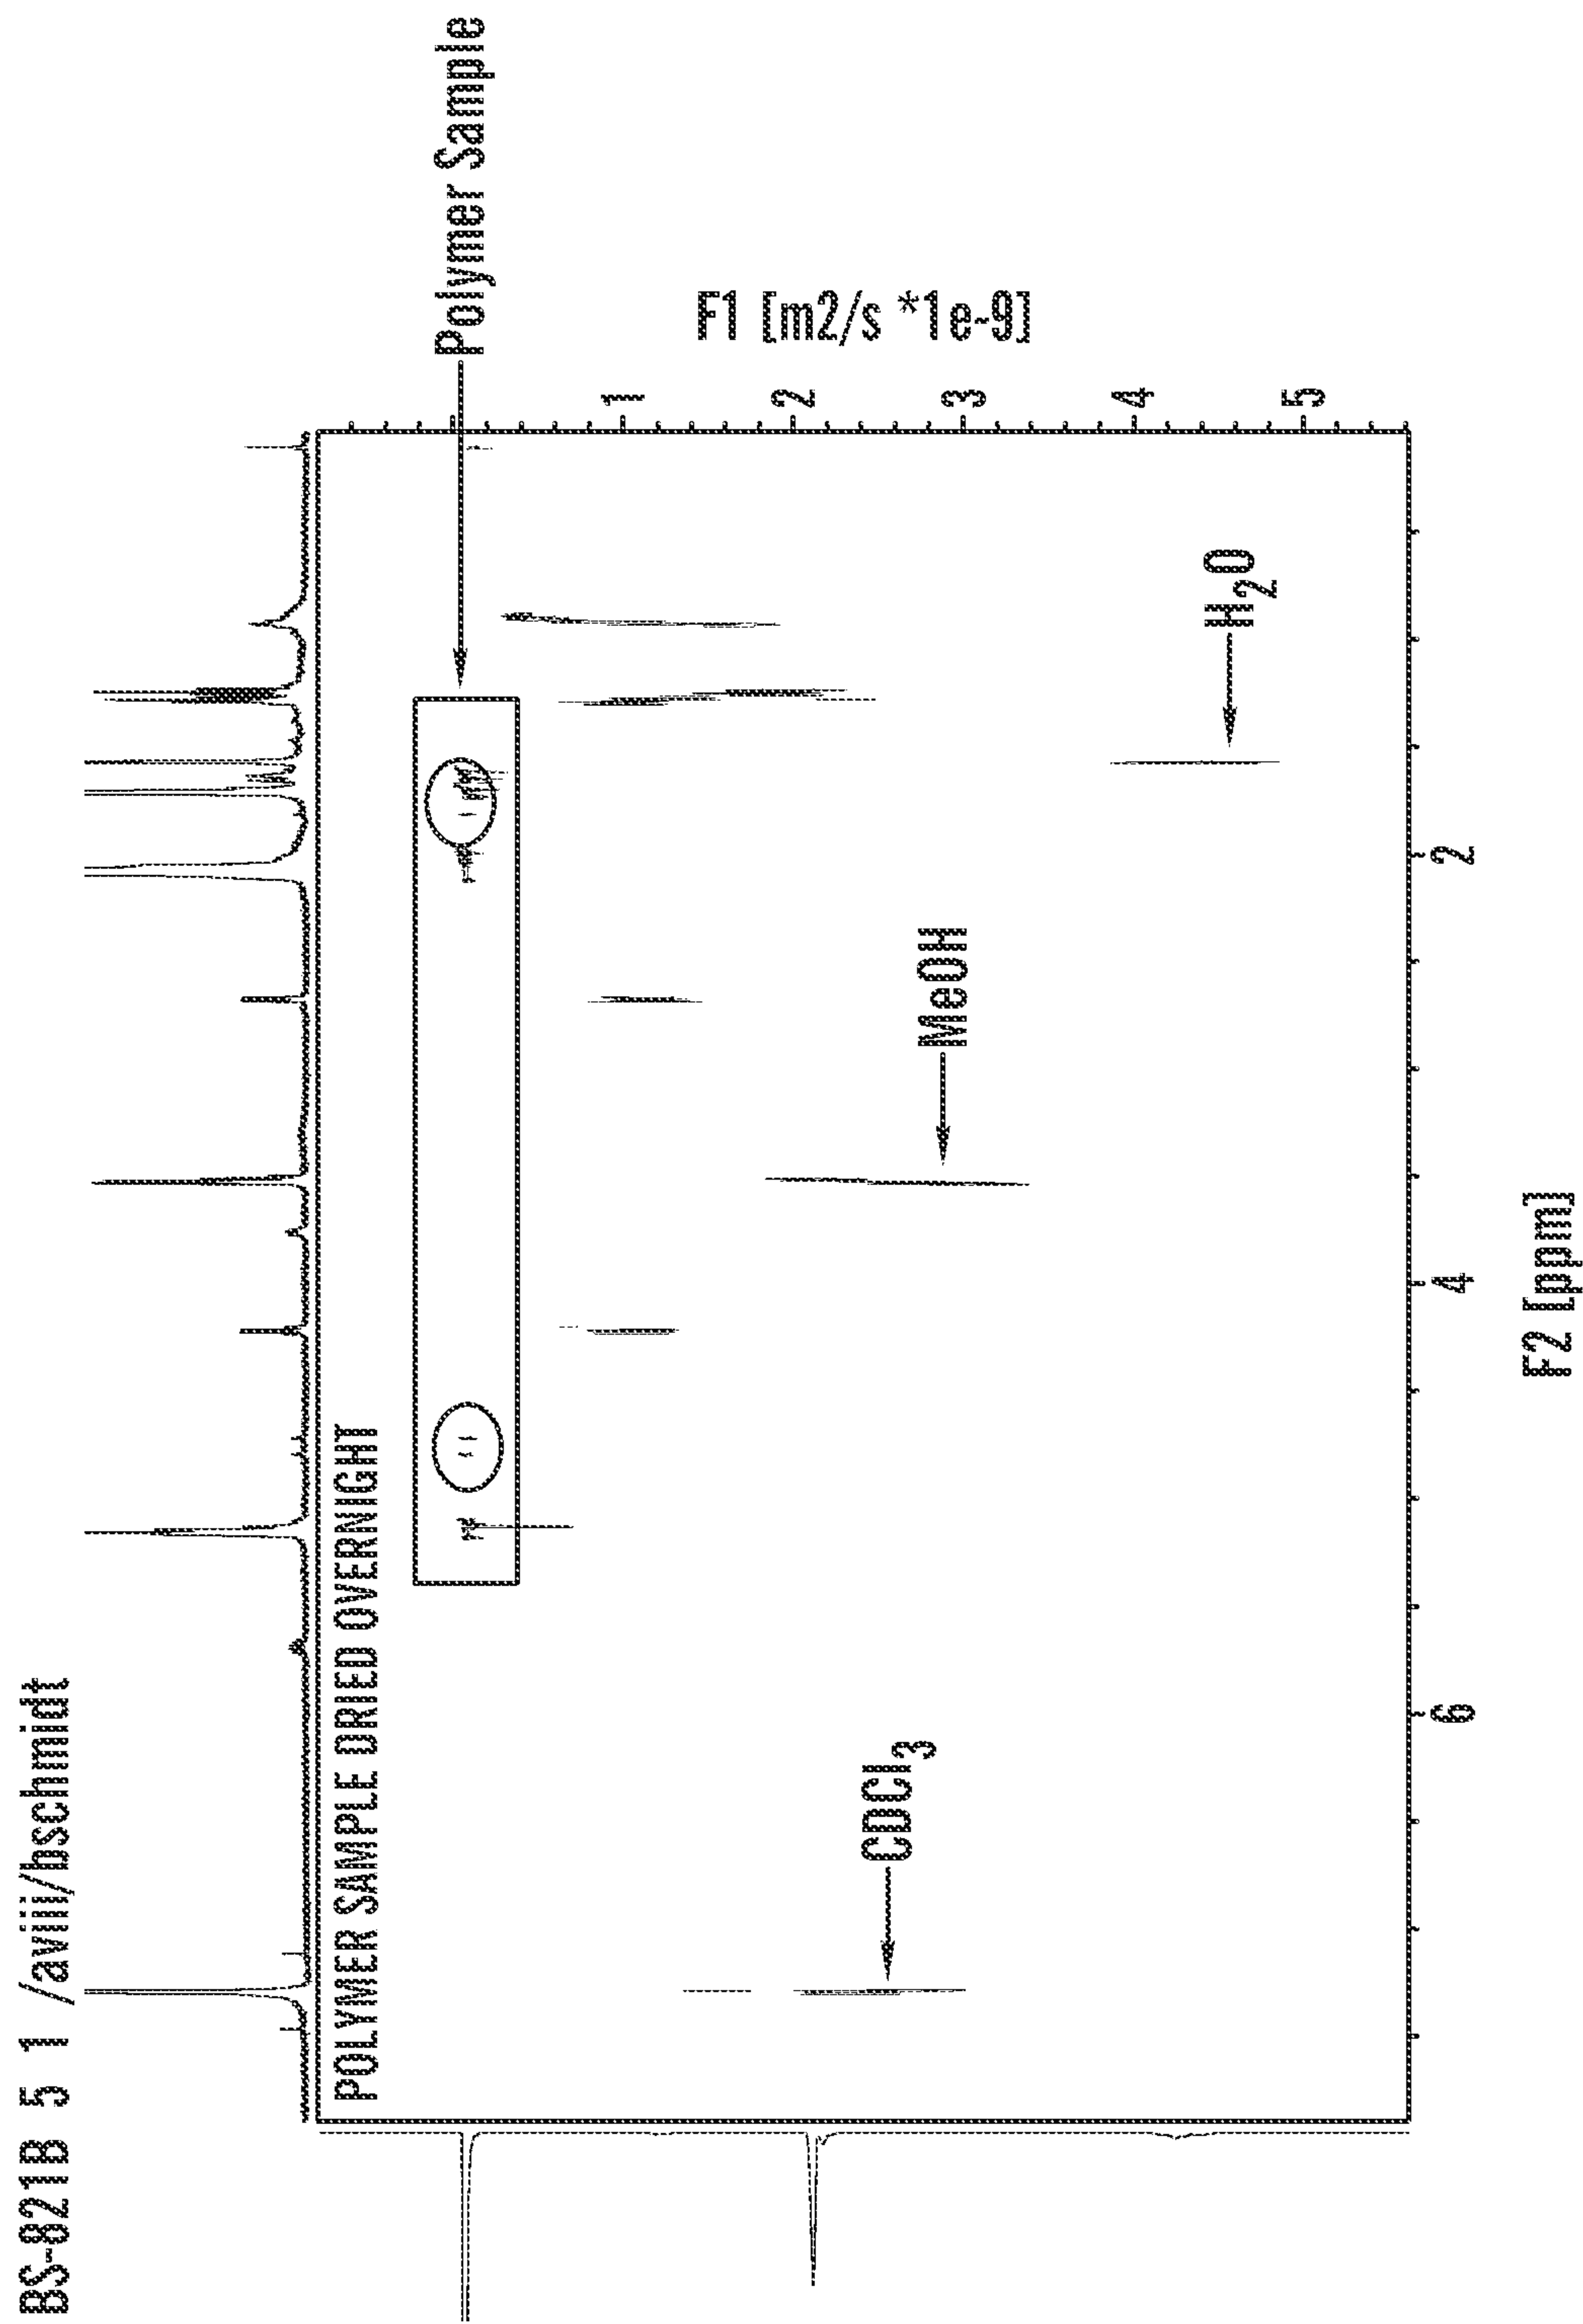 BS-821B 5 1 /aviii/bschmidt
POLYMER SAMPLE DRIED OVERNIGHT
Polymer Sample
CDCl3
MeOH
H2O
F1 [m2/s *1e-9]
1
2
3
4
5
6
4
2
F2 [ppm]